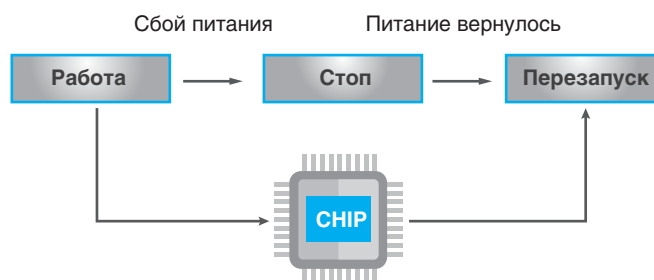 Сбой питания
Питание вернулось
Работа
Стоп
Перезапуск
CHIP